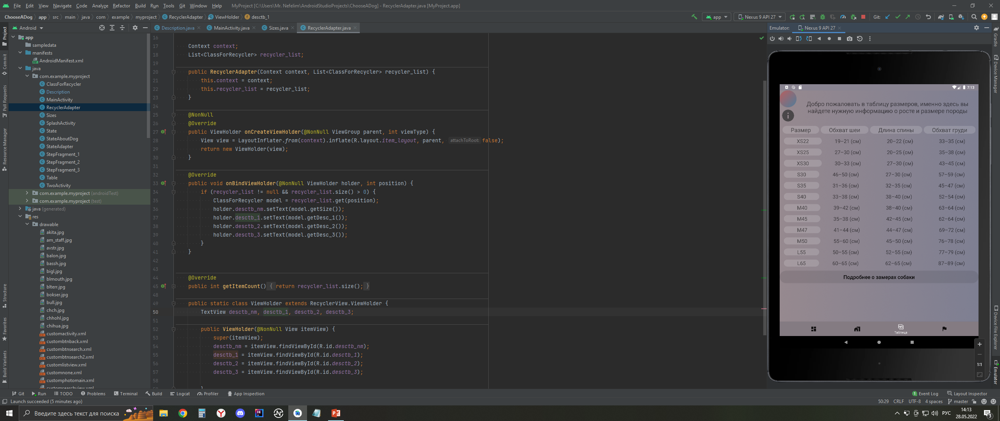 File Edit View Navigate Code Analyze Refactor Build Run Tools Git Window Help MyProject [C:\Users\Mr. Nefelim\AndroidStudioProjects\ChooseADog] - RecyclerAdapter.java [MyProject.app]
ChooseADog app src main java com example myproject RecyclerAdapter ViewHolder desctb_1
app Nexus 9 API 27 Git:
Android
Description.java MainActivity.java Sizes.java RecyclerAdapter.java
Emulator: Nexus 9 API 27
Project
Commit
Pull Requests
Resource Manager
Structure
Favorites
Build Variants
app
sampledata
manifests
AndroidManifest.xml
java
com.example.myproject
ClassForRecycler
Description
MainActivity
RecyclerAdapter
Sizes
SplashActivity
State
StateAboutDog
StateAdapter
StepFragment_1
StepFragment_2
StepFragment_3
Table
TwoActivity
com.example.myproject (androidTest)
com.example.myproject (test)
java (generated)
res
drawable
akita.jpg
am_staff.jpg
avstr.jpg
balon.jpg
bassh.jpg
bigl.jpg
blmouth.jpg
blterr.jpg
bokser.jpg
bull.jpg
chch.jpg
chhohl.jpg
chihua.jpg
customactivity.xml
custombtnback.xml
custombtnsearch.xml
custombtnsearch2.xml
customlistview.xml
customnone.xml
customphotomain.xml
customsearchview.xml
16
17 Context context;
18 List<ClassForRecycler> recycler_list;
19
20 public RecyclerAdapter(Context context, List<ClassForRecycler> recycler_list) {
21 this.context = context;
22 this.recycler_list = recycler_list;
23 }
24
25 @NonNull
26 @Override
27 public ViewHolder onCreateViewHolder(@NonNull ViewGroup parent, int viewType) {
28 View view = LayoutInflater.from(context).inflate(R.layout.item_layout, parent, attachToRoot: false);
29 return new ViewHolder(view);
30 }
31
32 @Override
33 public void onBindViewHolder(@NonNull ViewHolder holder, int position) {
34 if (recycler_list != null && recycler_list.size() > 0) {
35 ClassForRecycler model = recycler_list.get(position);
36 holder.desctb_nm.setText(model.getSize());
37 holder.desctb_1.setText(model.getDesc_1());
38 holder.desctb_2.setText(model.getDesc_2());
39 holder.desctb_3.setText(model.getDesc_3());
40 }
41 }
42
43
44 @Override
45 public int getItemCount() { return recycler_list.size(); }
48
49 public static class ViewHolder extends RecyclerView.ViewHolder {
50 TextView desctb_nm, desctb_1, desctb_2, desctb_3;
51
52 public ViewHolder(@NonNull View itemView) {
53 super(itemView);
54 desctb_nm = itemView.findViewById(R.id.desctb_nm);
55 desctb_1 = itemView.findViewById(R.id.desctb_1);
56 desctb_2 = itemView.findViewById(R.id.desctb_2);
57 desctb_3 = itemView.findViewById(R.id.desctb_3);
58
7:13
Добро пожаловать в таблицу размеров, именно здесь вы
найдете нужную информацию о росте и размере породы
Размер Обхват шеи Длина спины Обхват груди
XS22 19–21 (см) 20–22 (см) 33–35 (см)
XS25 27–30 (см) 20–25 (см) 35–38 (см)
XS30 30–33 (см) 27–30 (см) 43–45 (см)
S30 46–50 (см) 27–30 (см) 57–59 (см)
S35 31–36 (см) 32–35 (см) 45–47 (см)
S40 33–38 (см) 38–40 (см) 52–54 (см)
M40 39–42 (см) 38–40 (см) 63–64 (см)
M45 35–38 (см) 42–45 (см) 62–64 (см)
M47 41–44 (см) 44–47 (см) 69–72 (см)
M50 55–60 (см) 45–50 (см) 76–78 (см)
L55 50–55 (см) 52–55 (см) 77–79 (см)
L65 60–65 (см) 62–65 (см) 87–89 (см)
Подробнее о замерах собаки
Таблица
1:1
Gradle
Device Manager
Device File Explorer
Emulator
Git Run TODO Problems Terminal Build Logcat Profiler App Inspection 1 Event Log Layout Inspector
Launch succeeded (5 minutes ago) 50:29 CRLF UTF-8 4 spaces master
Введите здесь текст для поиска
РУС
14:13
28.05.2022
3